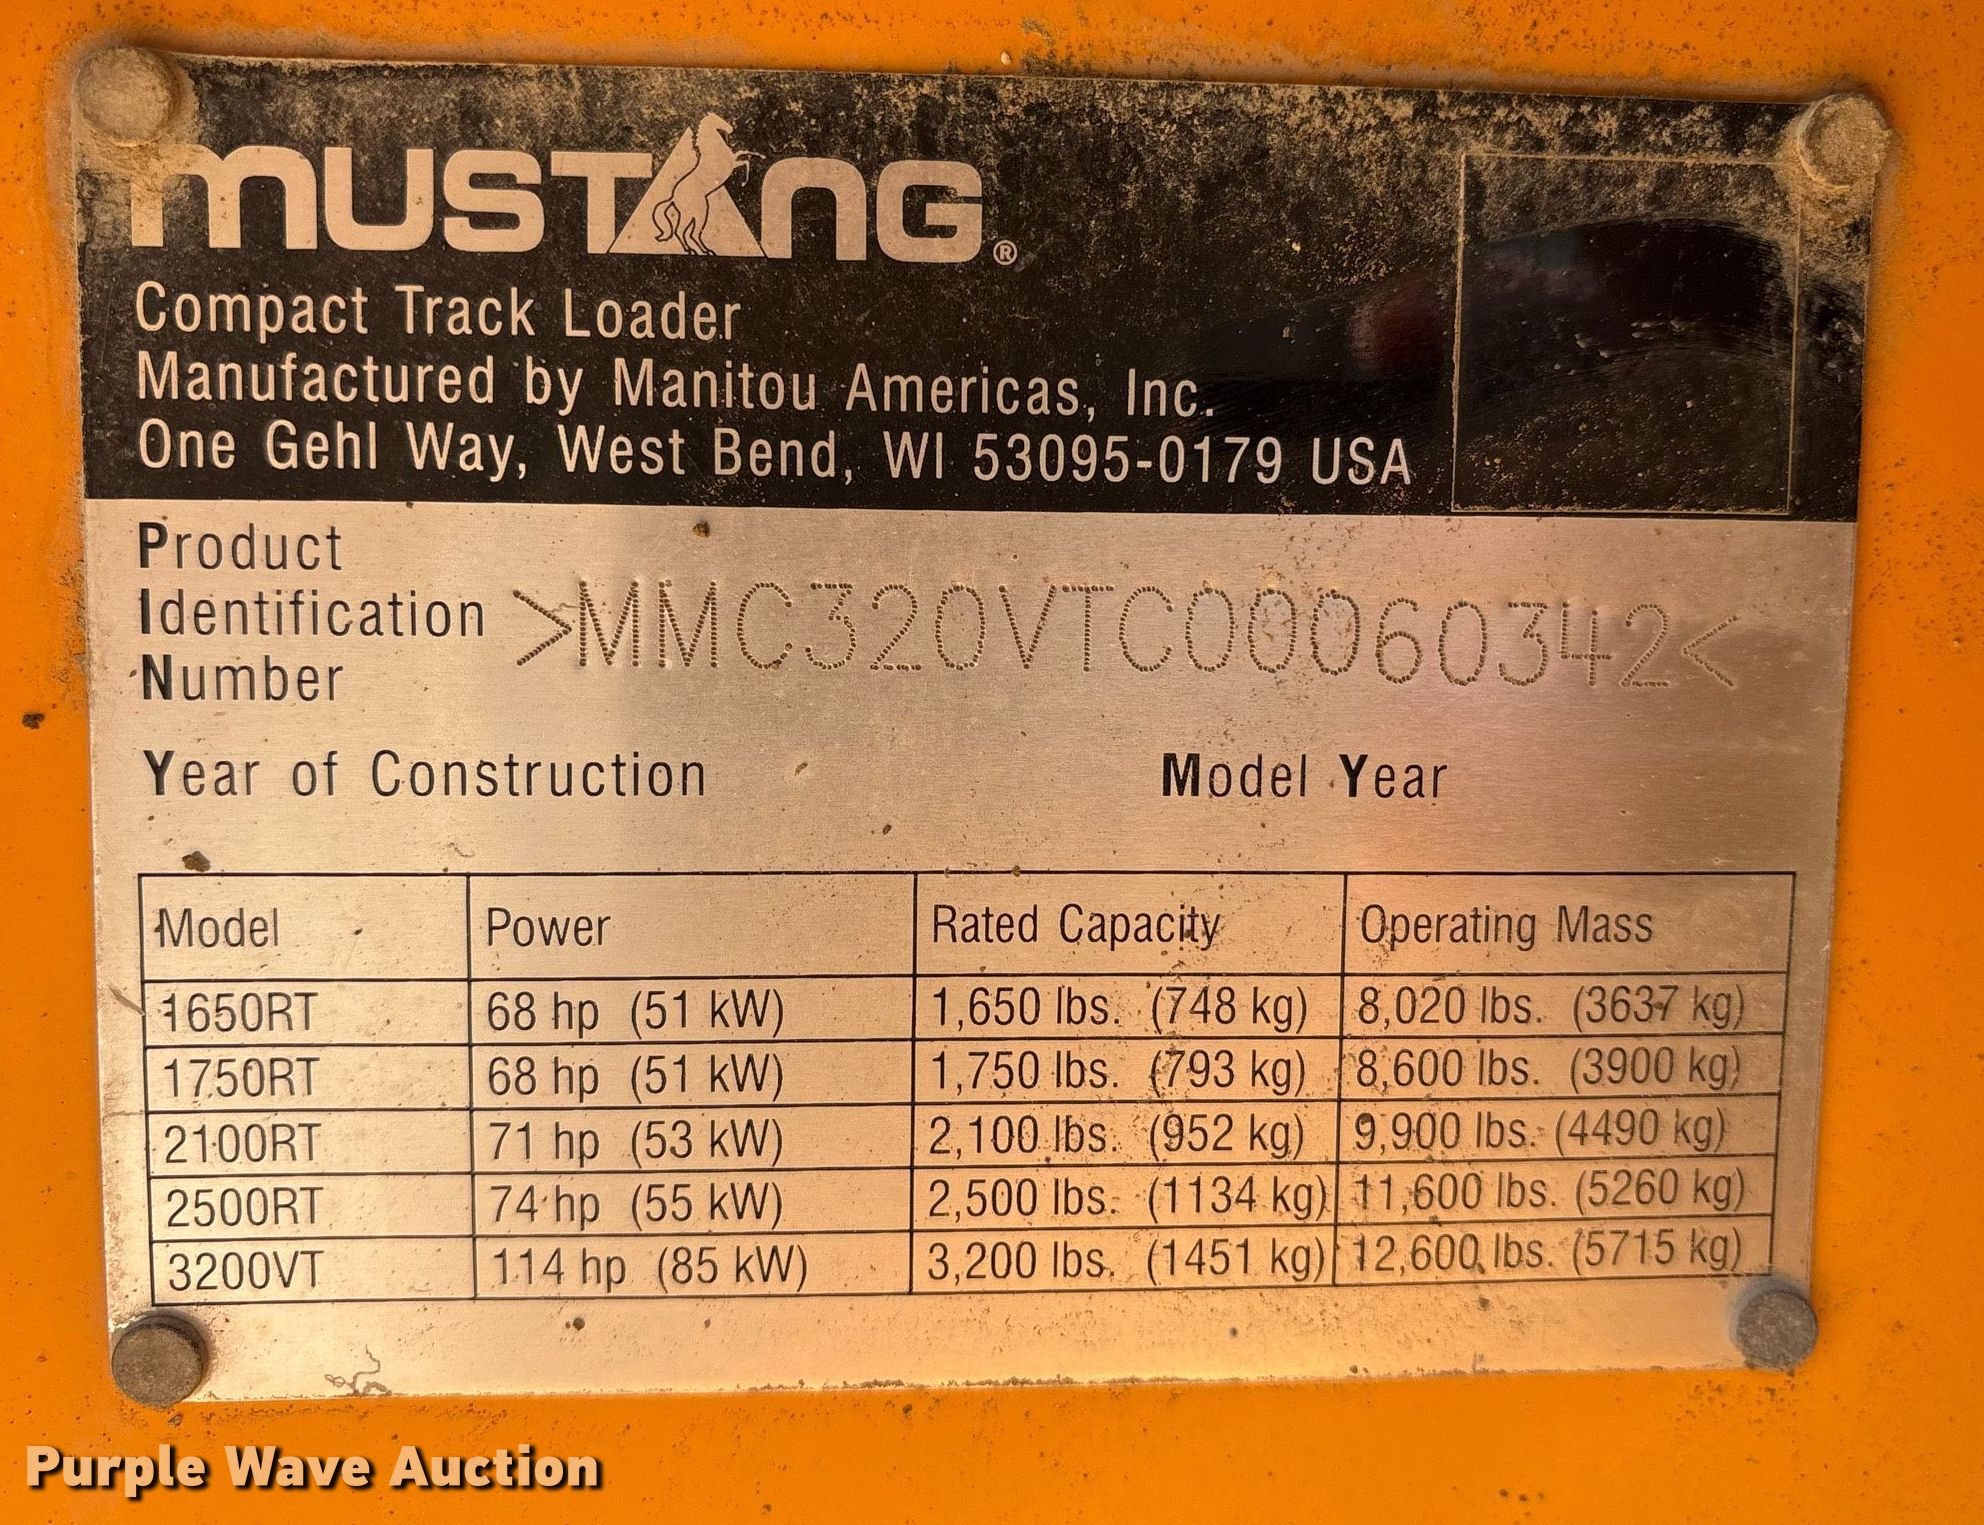 MUSTANG®
Compact Track Loader
Manufactured by Manitou Americas, Inc.
One Gehl Way, West Bend, WI 53095-0179 USA
Product
Identification
Number
>MMC320VTC00060342<
Year of Construction Model Year
Model Power Rated Capacity Operating Mass
1650RT 68 hp (51 kW) 1,650 lbs. (748 kg) 8,020 lbs. (3637 kg)
1750RT 68 hp (51 kW) 1,750 lbs. (793 kg) 8,600 lbs. (3900 kg)
2100RT 71 hp (53 kW) 2,100 lbs. (952 kg) 9,900 lbs. (4490 kg)
2500RT 74 hp (55 kW) 2,500 lbs. (1134 kg) 11,600 lbs. (5260 kg)
3200VT 114 hp (85 kW) 3,200 lbs. (1451 kg) 12,600 lbs. (5715 kg)
Purple Wave Auction